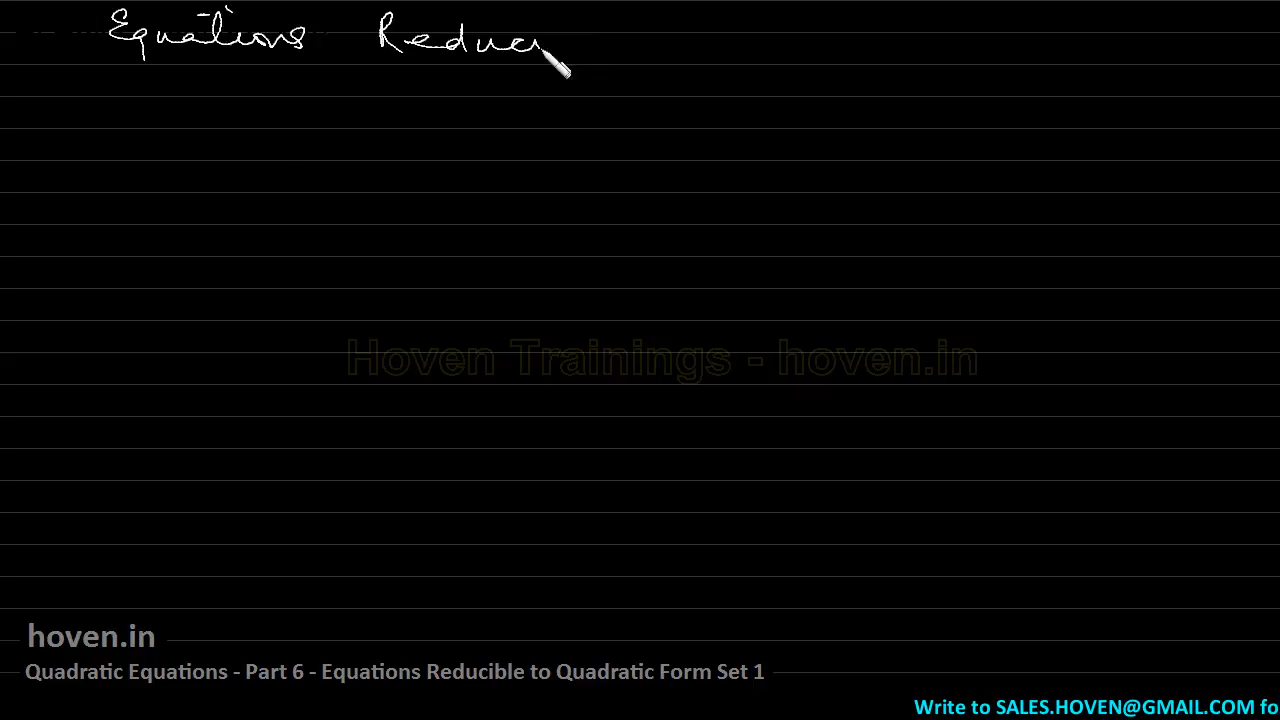 Equations Reduc
Hoven Trainings - hoven.in
hoven.in
Quadratic Equations - Part 6 - Equations Reducible to Quadratic Form Set 1
Write to SALES.HOVEN@GMAIL.COM fo